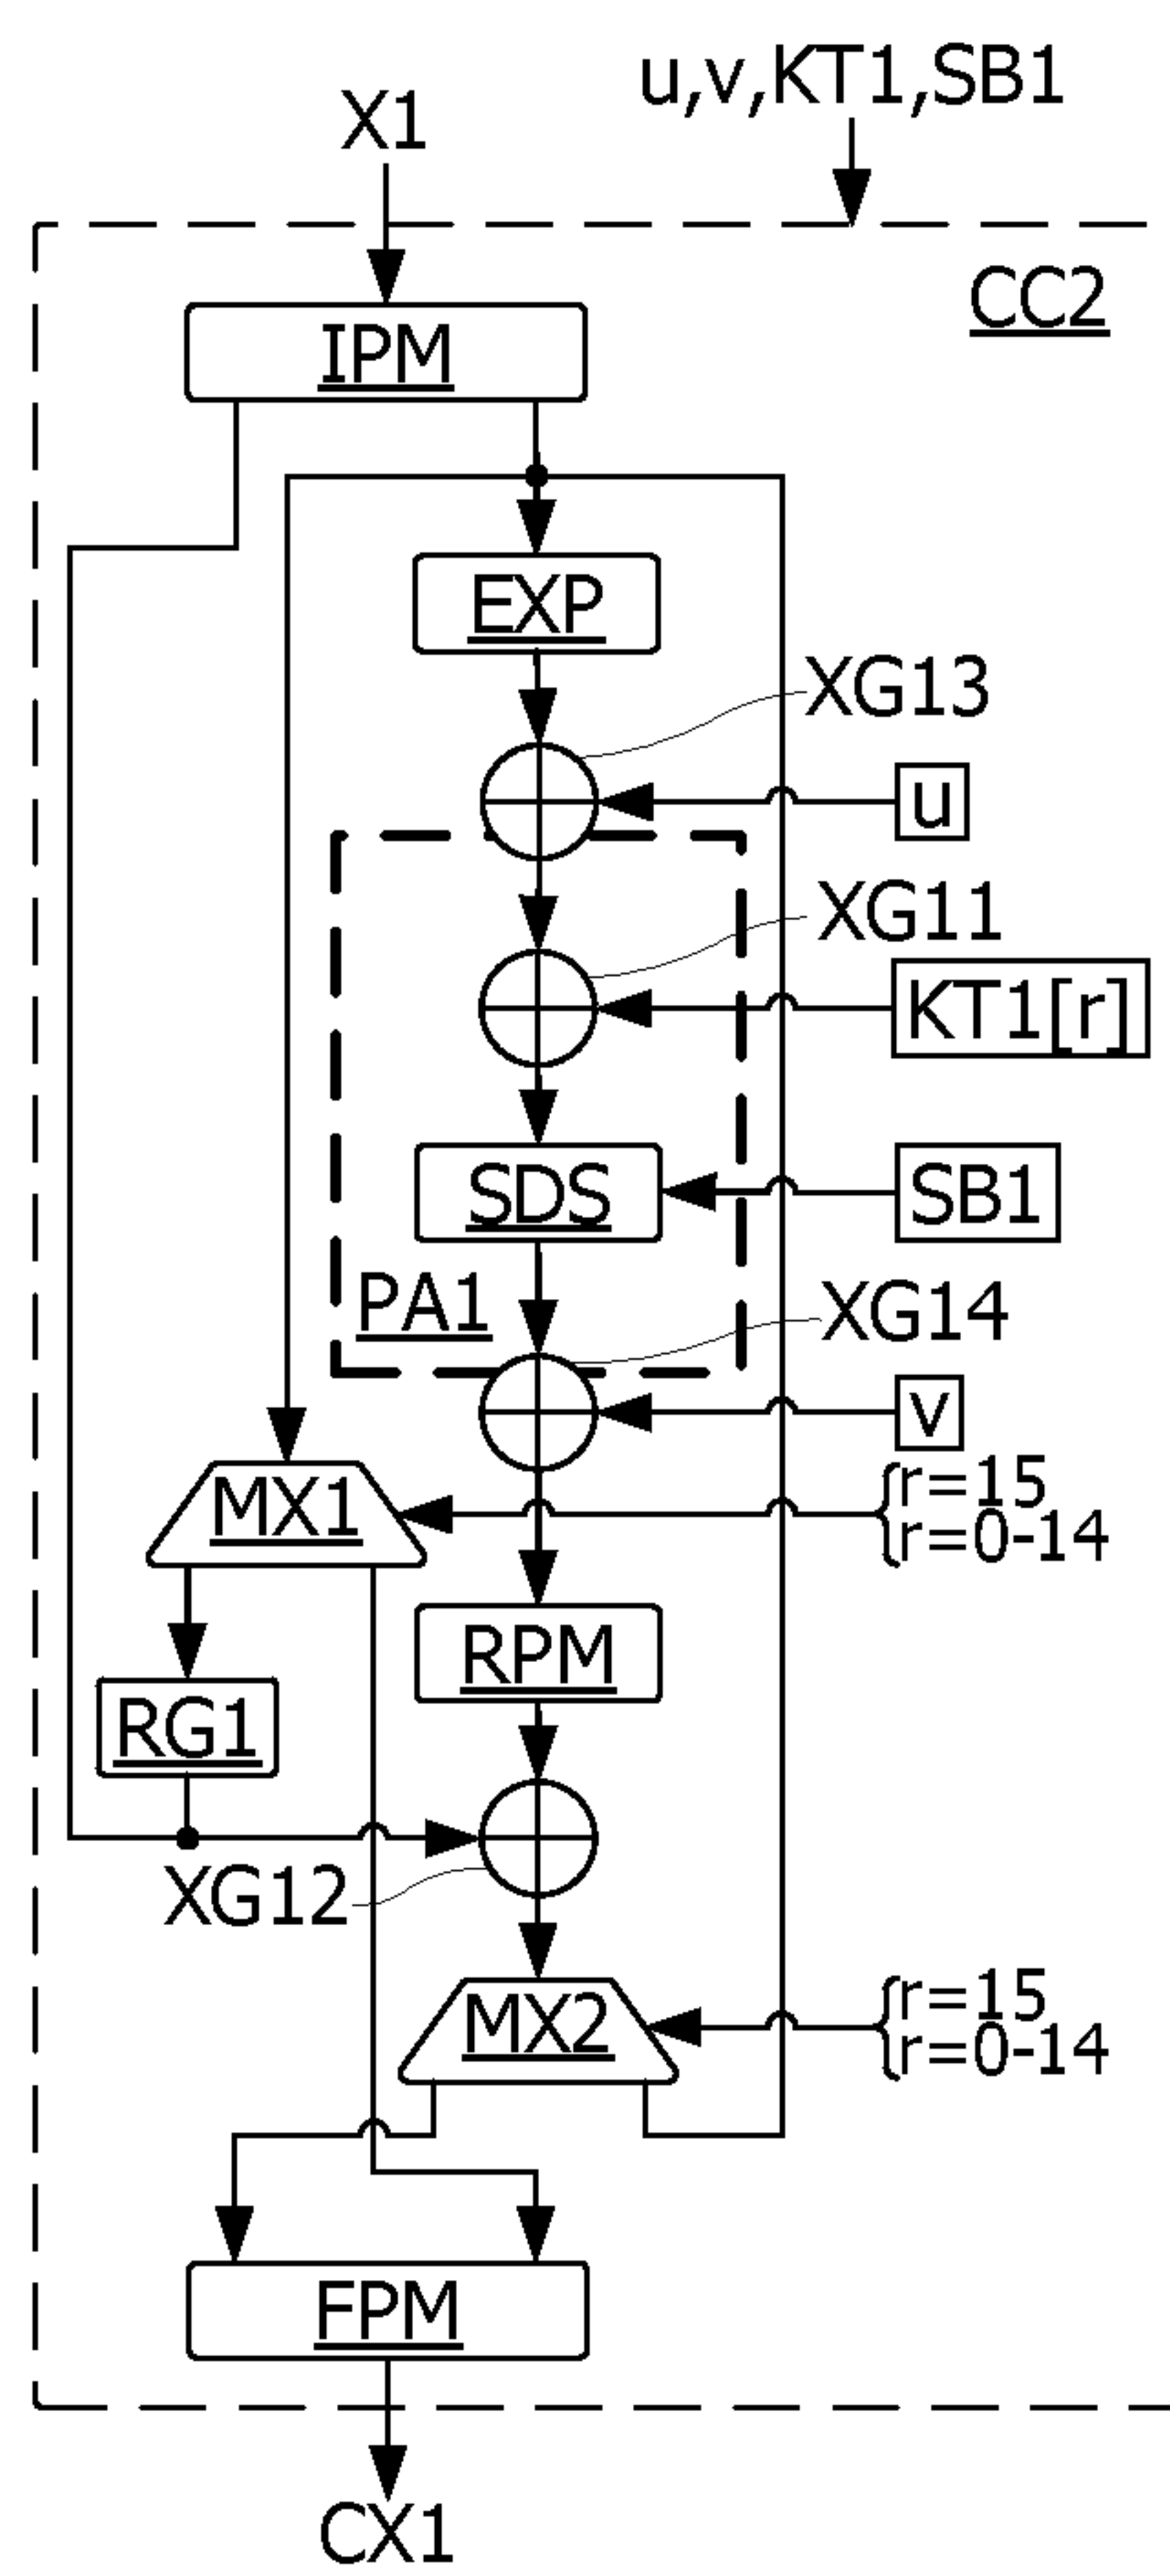 u,v,KT1,SB1
X1
CC2
IPM
EXP
XG13
u
XG11
KT1[r]
SDS
SB1
PA1
XG14
v
MX1
r=15
r=0-14
RPM
RG1
XG12
MX2
r=15
r=0-14
FPM
CX1